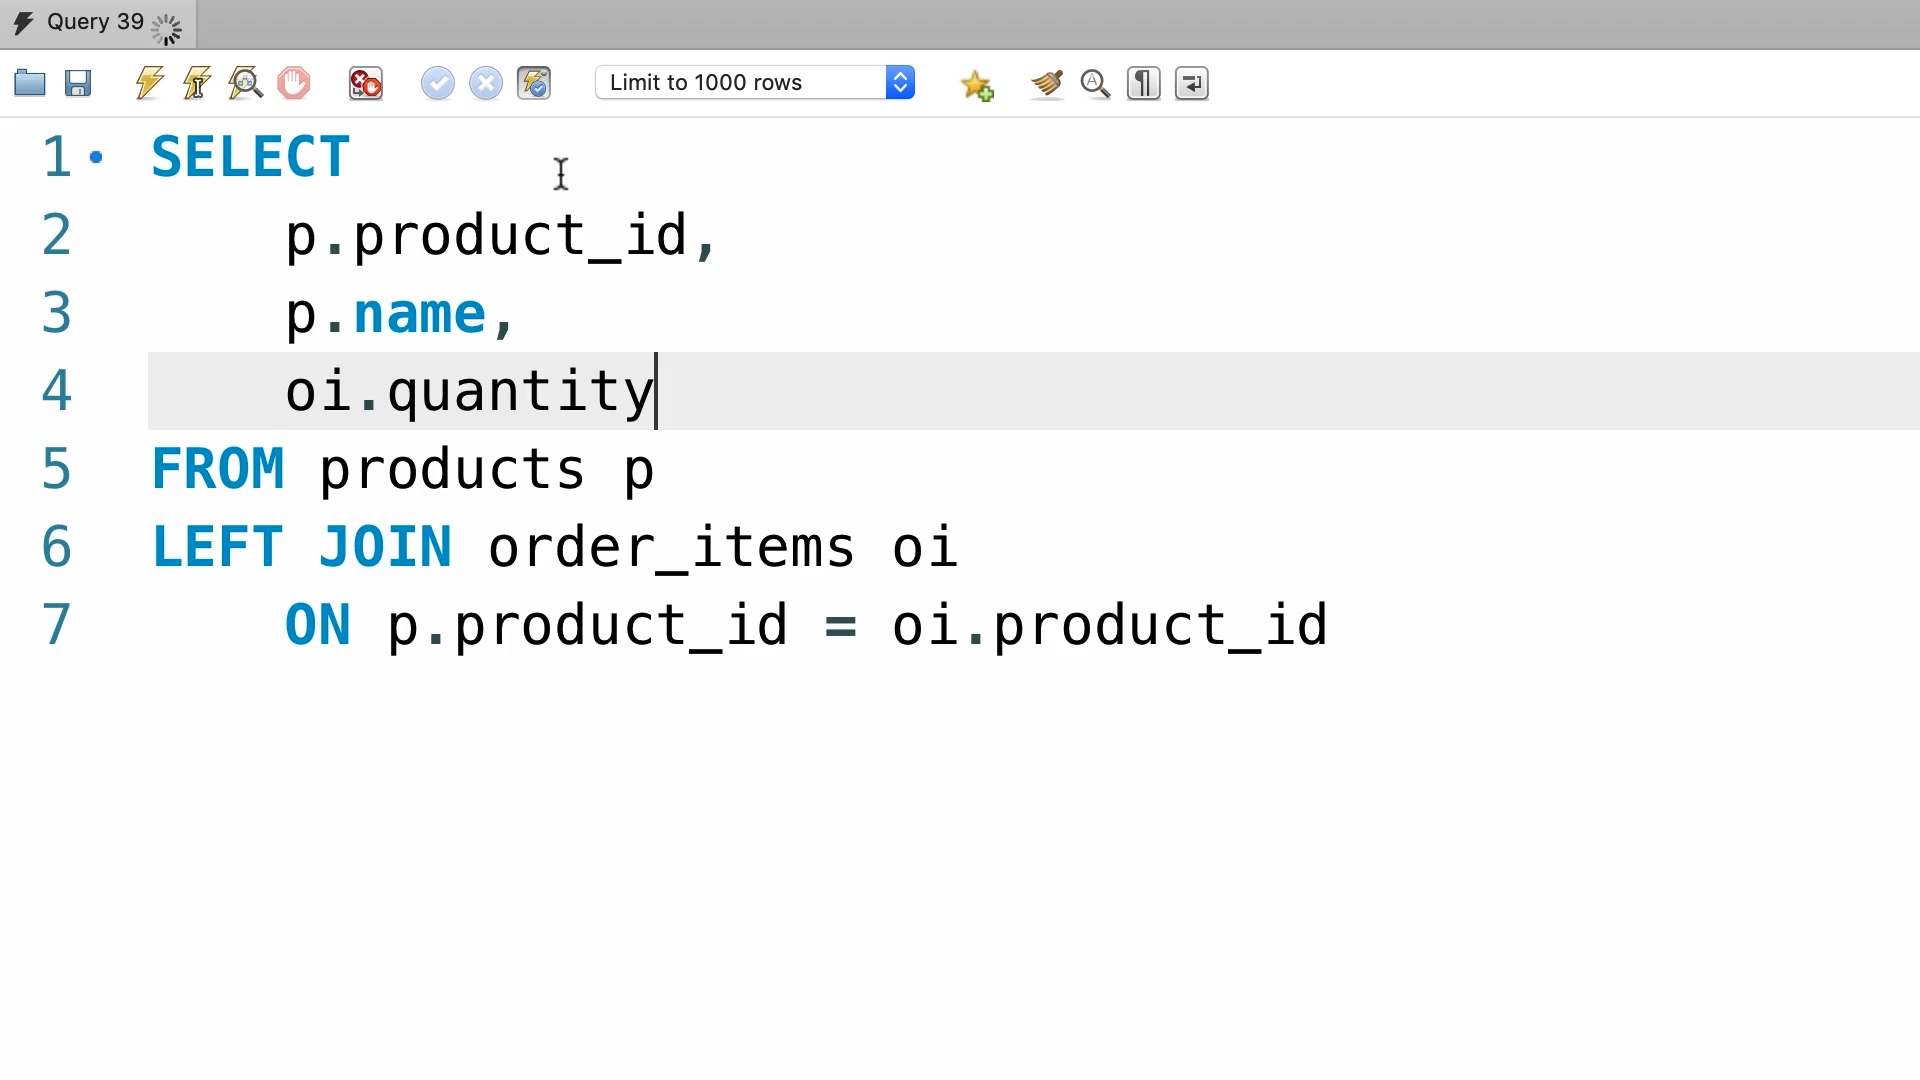 Query 39
Limit to 1000 rows
1 SELECT
2 p.product_id,
3 p.name,
4 oi.quantity
5 FROM products p
6 LEFT JOIN order_items oi
7 ON p.product_id = oi.product_id